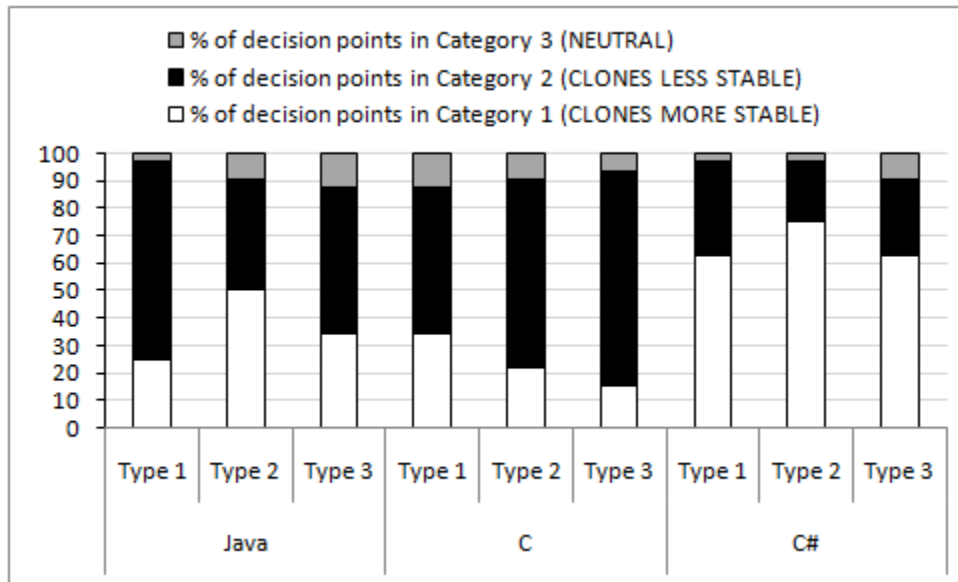 % of decision points in Category 3 (NEUTRAL)
% of decision points in Category 2 (CLONES LESS STABLE)
% of decision points in Category 1 (CLONES MORE STABLE)
100
90
80
70
60
50
40
30
20
10
0
Type 1 Type 2 Type 3 Type 1 Type 2 Type 3 Type 1 Type 2 Type 3
Java C C#